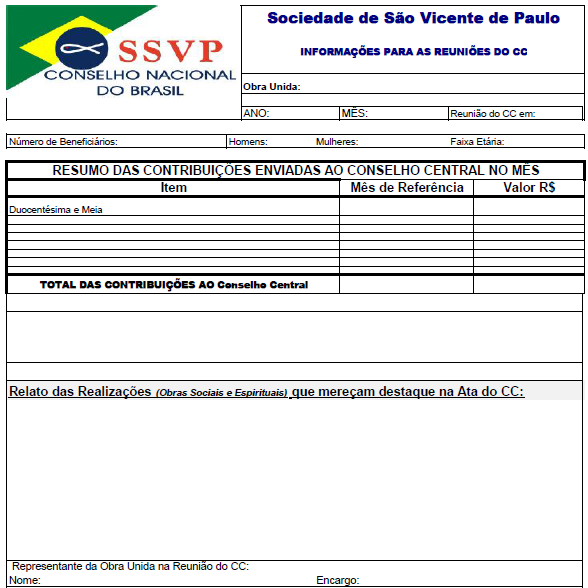 SSVP
CONSELHO NACIONAL
DO BRASIL
Sociedade de São Vicente de Paulo
INFORMAÇÕES PARA AS REUNIÕES DO CC
Obra Unida:
ANO: MÊS: Reunião do CC em:
Número de Beneficiários: Homens: Mulheres: Faixa Etária:
RESUMO DAS CONTRIBUIÇÕES ENVIADAS AO CONSELHO CENTRAL NO MÊS
Item Mês de Referência Valor R$
Duocentésima e Meia
TOTAL DAS CONTRIBUIÇÕES AO Conselho Central
Relato das Realizações (Obras Sociais e Espirituais) que mereçam destaque na Ata do CC:
Representante da Obra Unida na Reunião do CC:
Nome: Encargo: